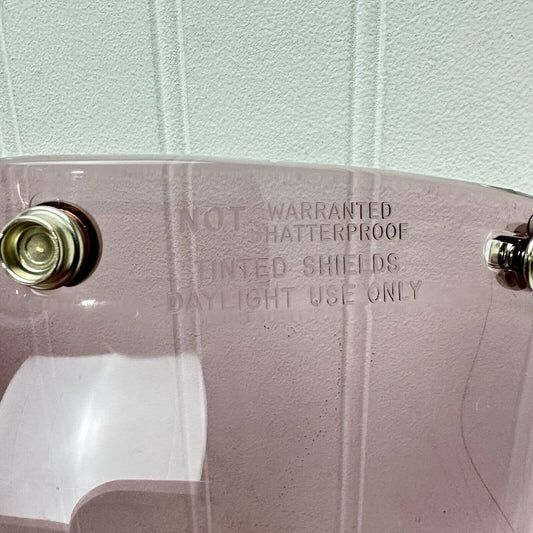 NOT WARRANTED
SHATTERPROOF
TINTED SHIELDS
DAYLIGHT USE ONLY